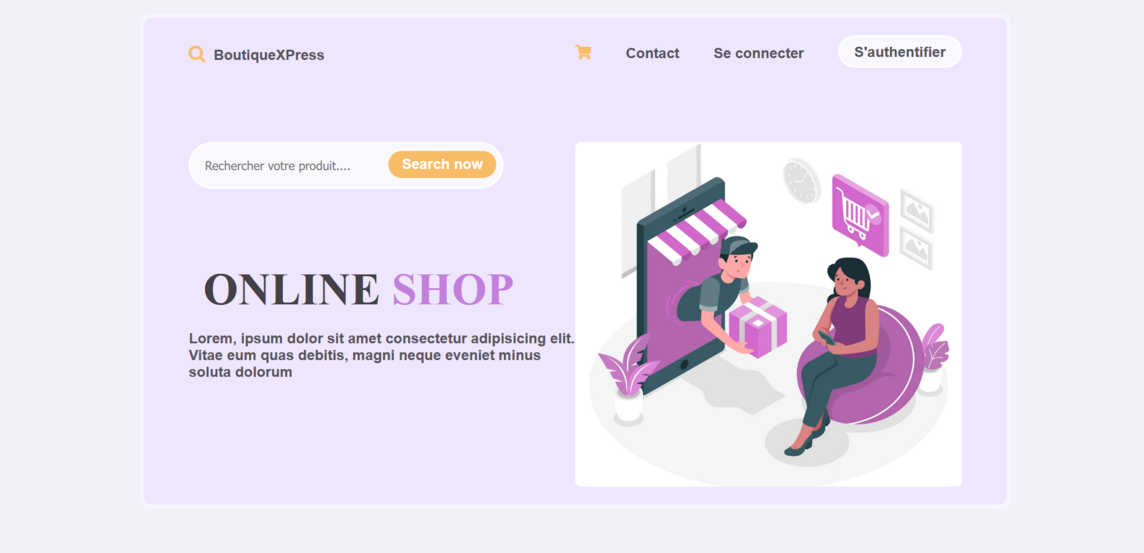 BoutiqueXPress
Contact
Se connecter
S'authentifier
Rechercher votre produit....
Search now
ONLINE SHOP
Lorem, ipsum dolor sit amet consectetur adipisicing elit.
Vitae eum quas debitis, magni neque eveniet minus
soluta dolorum